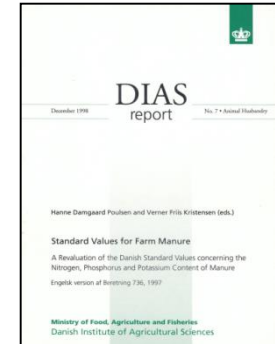 DIAS
report
December 1998
No. 7 • Animal Husbandry
Hanne Damgaard Poulsen and Verner Friis Kristensen (eds.)
Standard Values for Farm Manure
A Revaluation of the Danish Standard Values concerning the
Nitrogen, Phosphorus and Potassium Content of Manure
Engelsk version af Beretning 736, 1997
Ministry of Food, Agriculture and Fisheries
Danish Institute of Agricultural Sciences